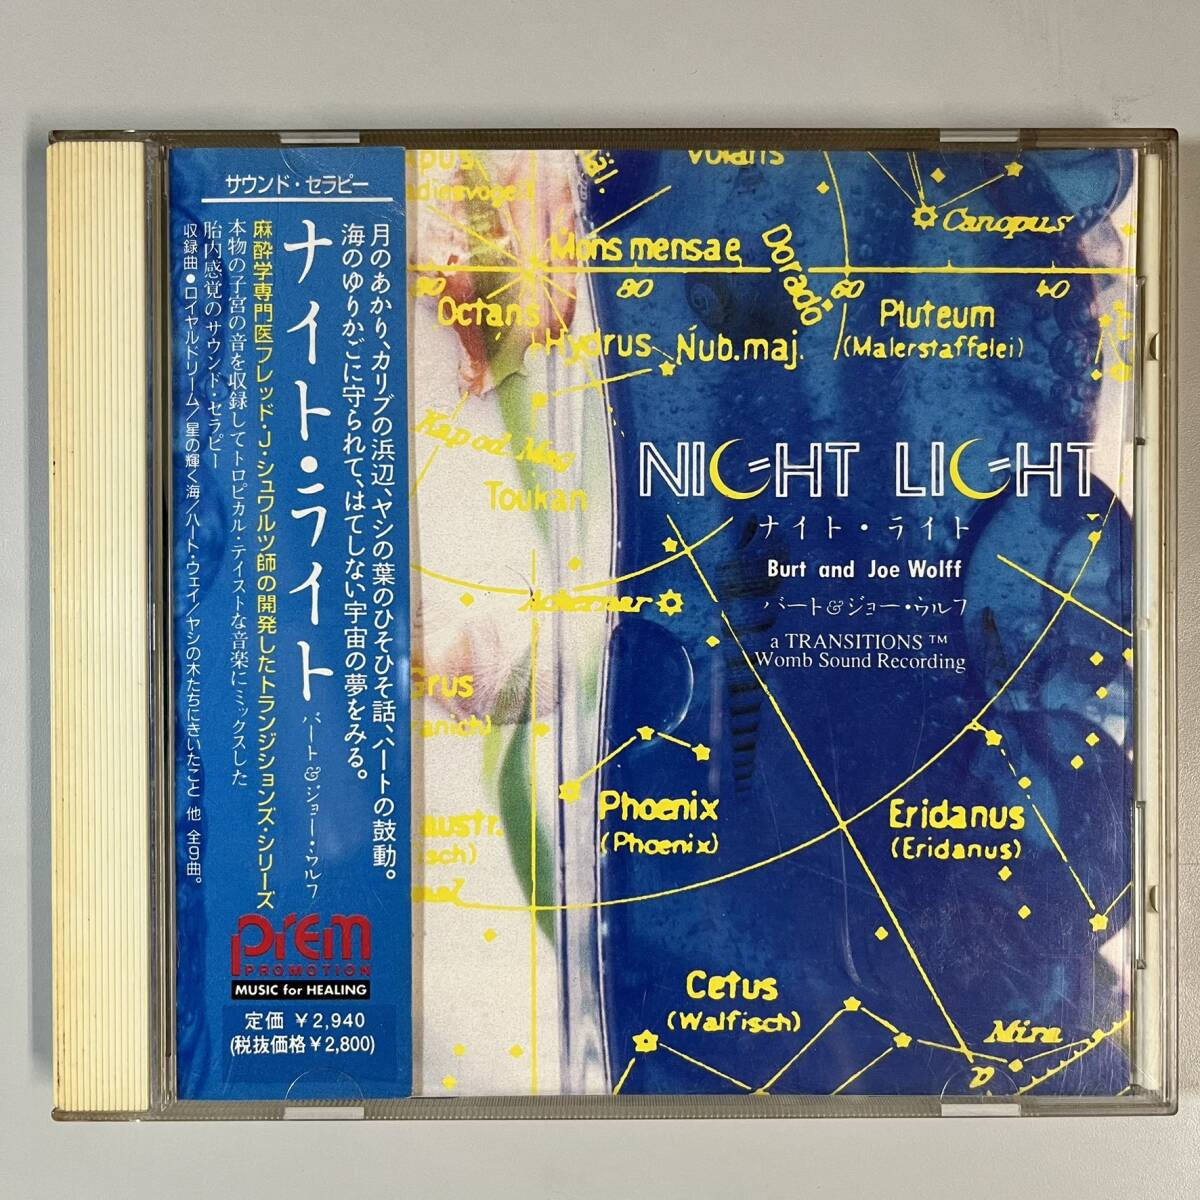 サウンド・セラピー
月のあかり、カリブの浜辺、ヤシの葉のひそひそ話、ハートの鼓動。
海のゆりかごに守られて、はてしない宇宙の夢をみる。
ナイト・ライト バート&ジョー・ウルフ
麻酔学専門医フレッド・J・シュワルツ師の開発したトランジションズ・シリーズ
本物の子宮の音を収録してトロピカル・テイストな音楽にミックスした
胎内感覚のサウンド・セラピー
収録曲●ロイヤルドリーム/星の輝く海/ハート・ウェイ/ヤシの木たちにきいたこと 他 全9曲。
Prem
PROMOTION
MUSIC for HEALING
定価 ¥2,940
(税抜価格¥2,800)
Volans
Canopus
Mons mensae
Dorado
80
60
40
Octans
Hydrus
Nub.maj.
Pluteum
(Malerstaffelei)
NIGHT LIGHT
ナイト・ライト
Burt and Joe Wolff
バート&ジョー・ウルフ
a TRANSITIONS™
Womb Sound Recording
Toukan
Achernar
Grus
Phoenix
(Phoenix)
Eridanus
(Eridanus)
Cetus
(Walfisch)
Mira